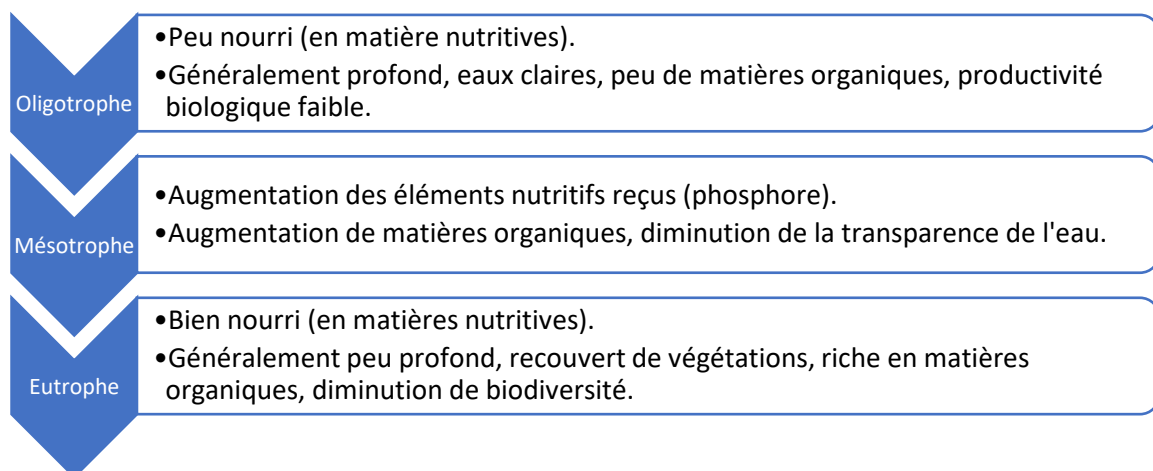 Oligotrophe
•Peu nourri (en matière nutritives).
•Généralement profond, eaux claires, peu de matières organiques, productivité
biologique faible.
Mésotrophe
•Augmentation des éléments nutritifs reçus (phosphore).
•Augmentation de matières organiques, diminution de la transparence de l'eau.
Eutrophe
•Bien nourri (en matières nutritives).
•Généralement peu profond, recouvert de végétations, riche en matières
organiques, diminution de biodiversité.